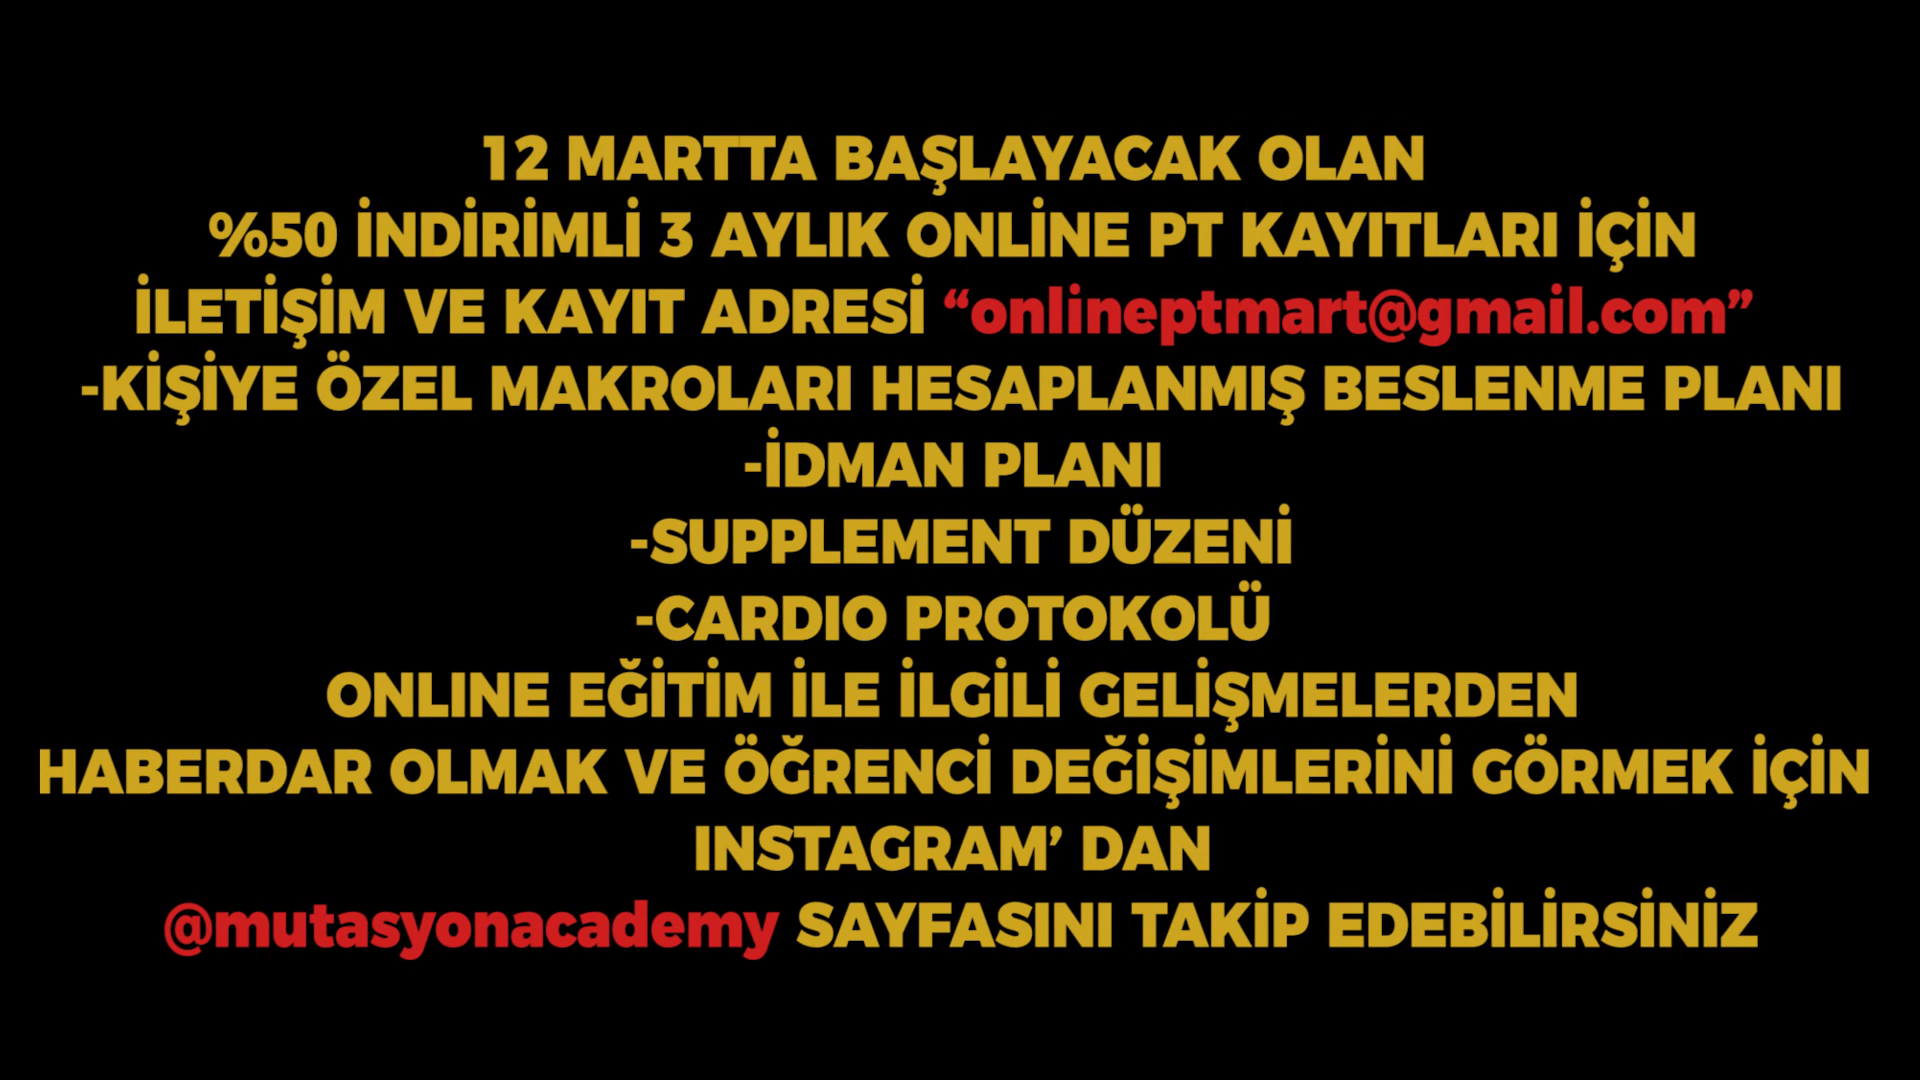 12 MARTTA BAŞLAYACAK OLAN
%50 İNDİRİMLİ 3 AYLIK ONLİNE PT KAYITLARI İÇİN
İLETİŞİM VE KAYIT ADRESİ “onlineptmart@gmail.com”
-KİŞİYE ÖZEL MAKROLARI HESAPLANMIŞ BESLENME PLANI
-İDMAN PLANI
-SUPPLEMENT DÜZENİ
-CARDIO PROTOKOLÜ
ONLINE EĞİTİM İLE İLGİLİ GELİŞMELERDEN
HABERDAR OLMAK VE ÖĞRENCİ DEĞİŞİMLERİNİ GÖRMEK İÇİN
INSTAGRAM’ DAN
@mutasyonacademy SAYFASINI TAKİP EDEBİLİRSİNİZ